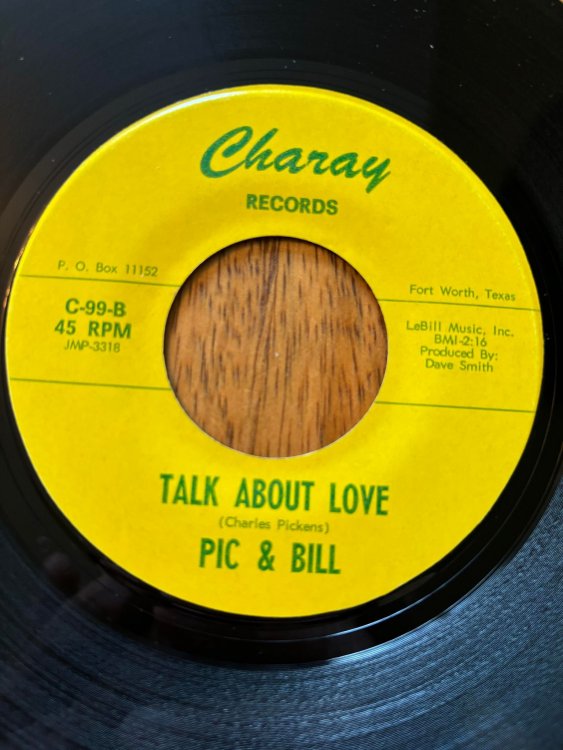 Charay
RECORDS
P. O. Box 11152
C-99-B
45 RPM
JMP-3318
Fort Worth, Texas
LeBill Music, Inc.
BMI-2:16
Produced By:
Dave Smith
TALK ABOUT LOVE
(Charles Pickens)
PIC & BILL